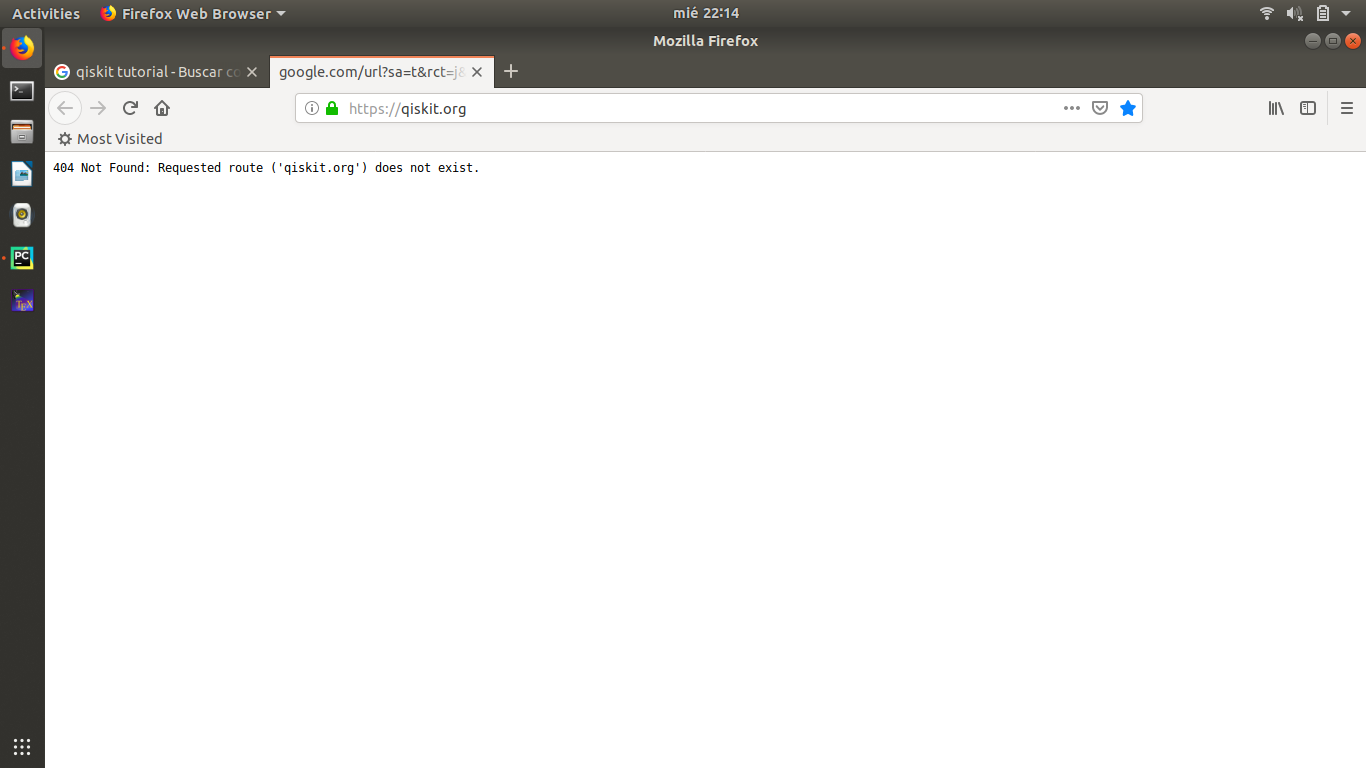 Activities Firefox Web Browser mié 22:14
Mozilla Firefox
qiskit tutorial - Buscar co google.com/url?sa=t&rct=j&
https://qiskit.org
Most Visited
404 Not Found: Requested route ('qiskit.org') does not exist.
PC
TEX